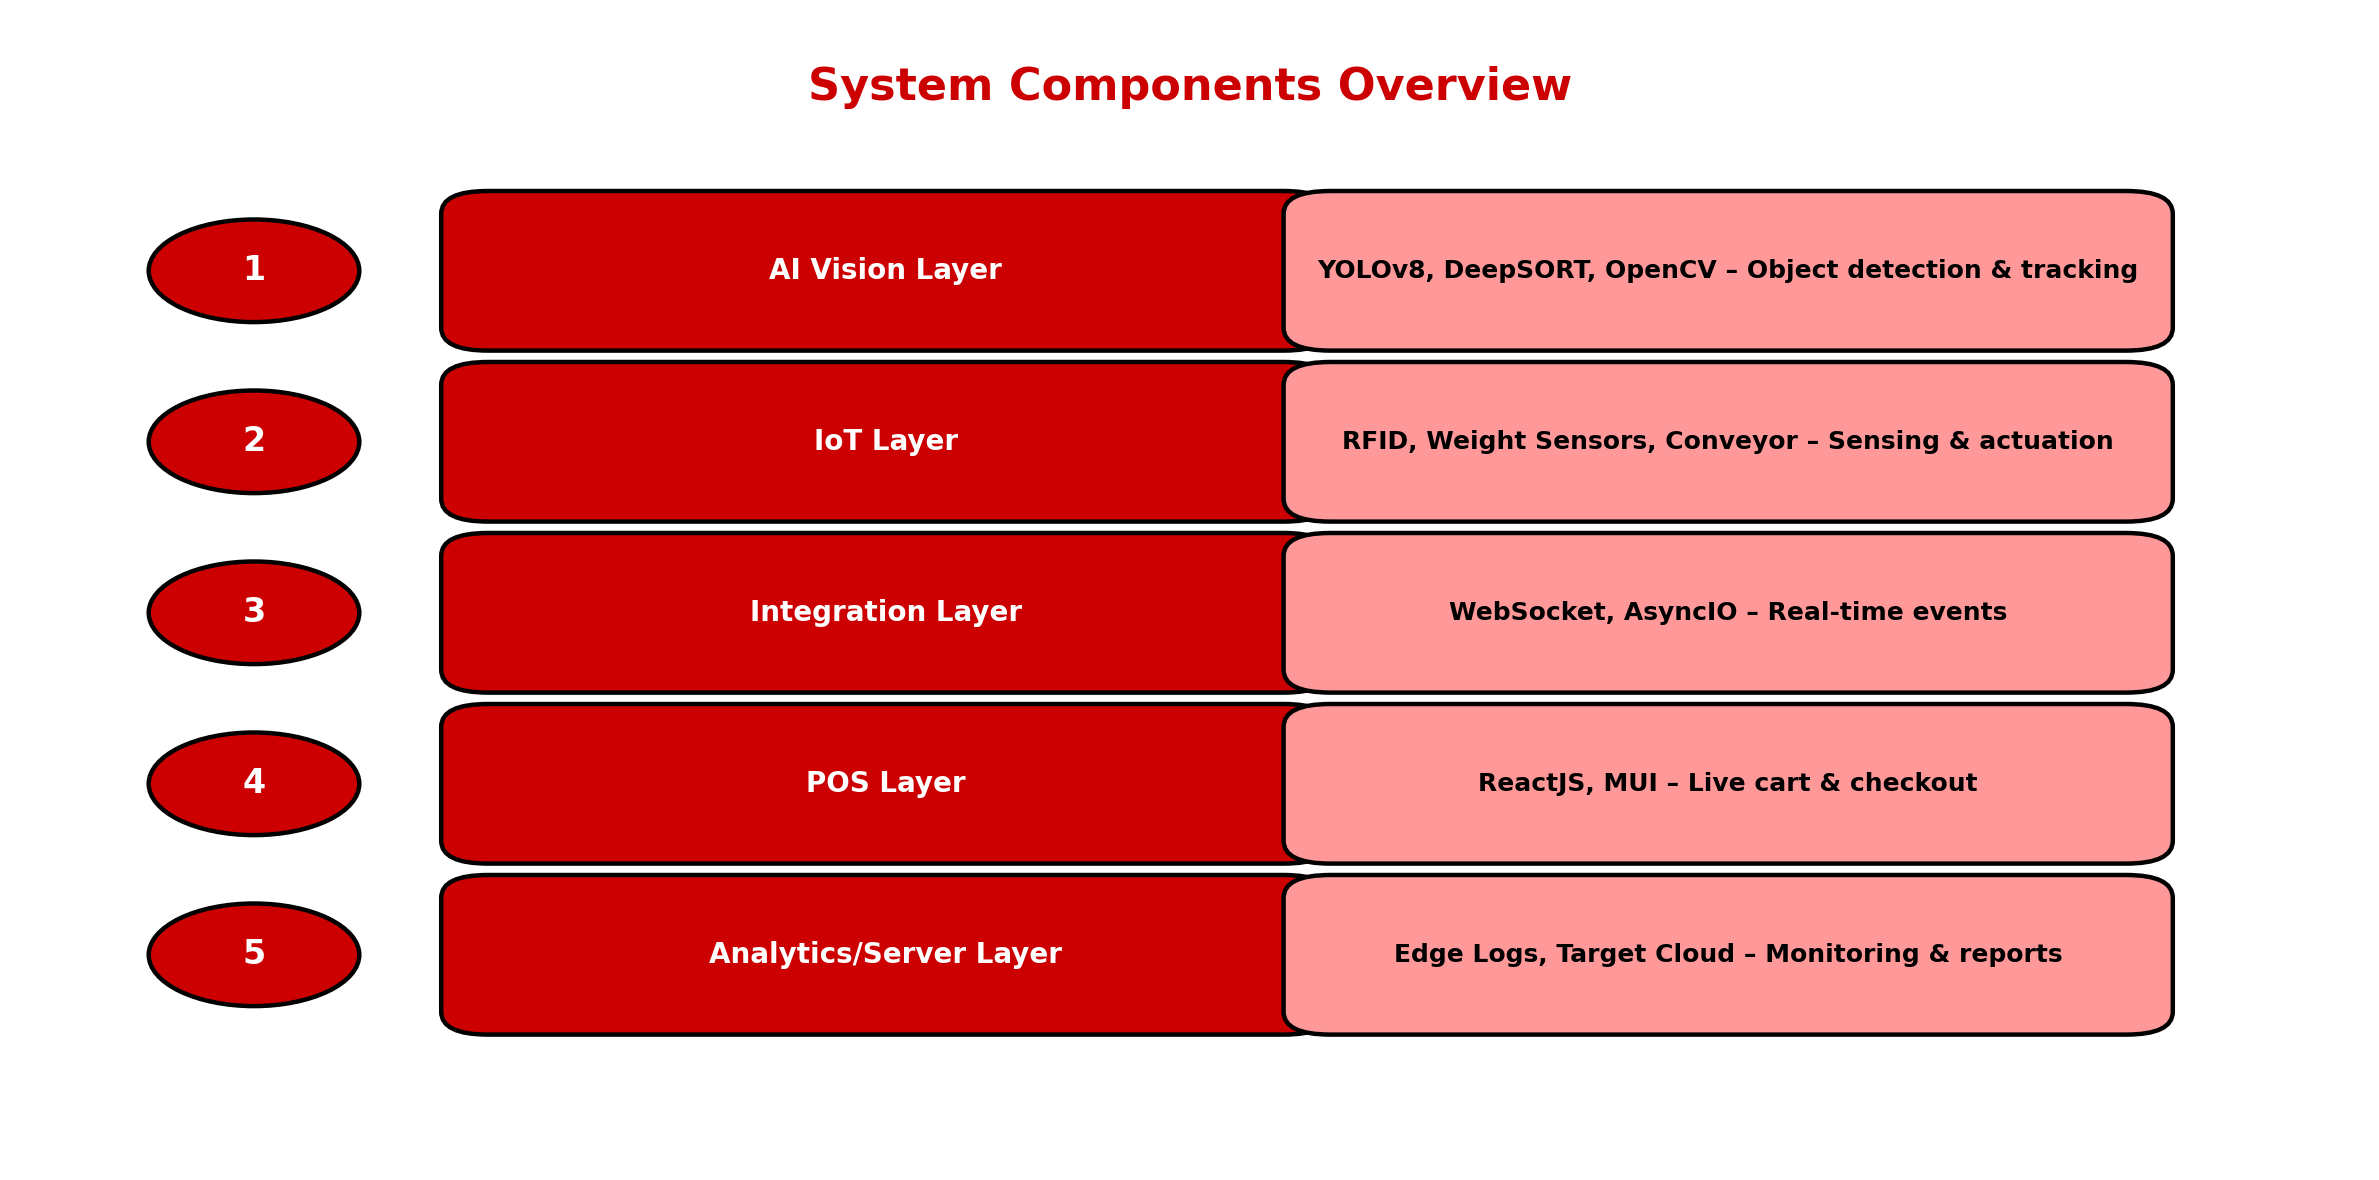 System Components Overview
1
AI Vision Layer
YOLOv8, DeepSORT, OpenCV – Object detection & tracking
2
IoT Layer
RFID, Weight Sensors, Conveyor – Sensing & actuation
3
Integration Layer
WebSocket, AsyncIO – Real-time events
4
POS Layer
ReactJS, MUI – Live cart & checkout
5
Analytics/Server Layer
Edge Logs, Target Cloud – Monitoring & reports